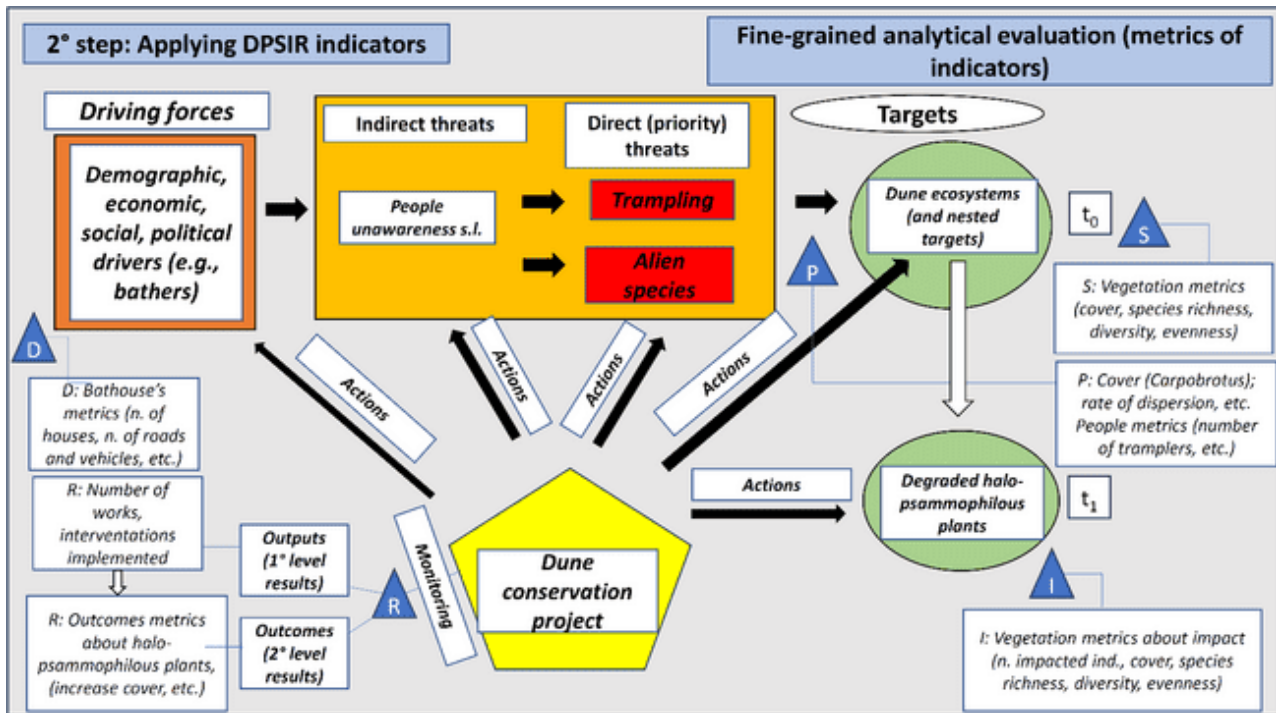 2° step: Applying DPSIR indicators
Fine-grained analytical evaluation (metrics of
indicators)
Driving forces
Demographic,
economic,
social, political
drivers (e.g.,
bathers)
Indirect threats
Direct (priority)
threats
People
unawareness s.l.
Trampling
Alien
species
Targets
Dune ecosystems
(and nested
targets)
t0
S
P
S: Vegetation metrics
(cover, species richness,
diversity, evenness)
D
D: Bathouse's
metrics (n. of
houses, n. of roads
and vehicles, etc.)
Actions
Actions
Actions
Actions
P: Cover (Carpobrotus);
rate of dispersion, etc.
People metrics (number
of tramplers, etc.)
R: Number of
works,
interventions
implemented
Outputs
(1° level
results)
R
Monitoring
Dune
conservation
project
Actions
Degraded halo-
psammophilous
plants
t1
R: Outcomes metrics
about halo-
psammophilous plants,
(increase cover, etc.)
Outcomes
(2° level
results)
I
I: Vegetation metrics about impact
(n. impacted ind., cover, species
richness, diversity, evenness)